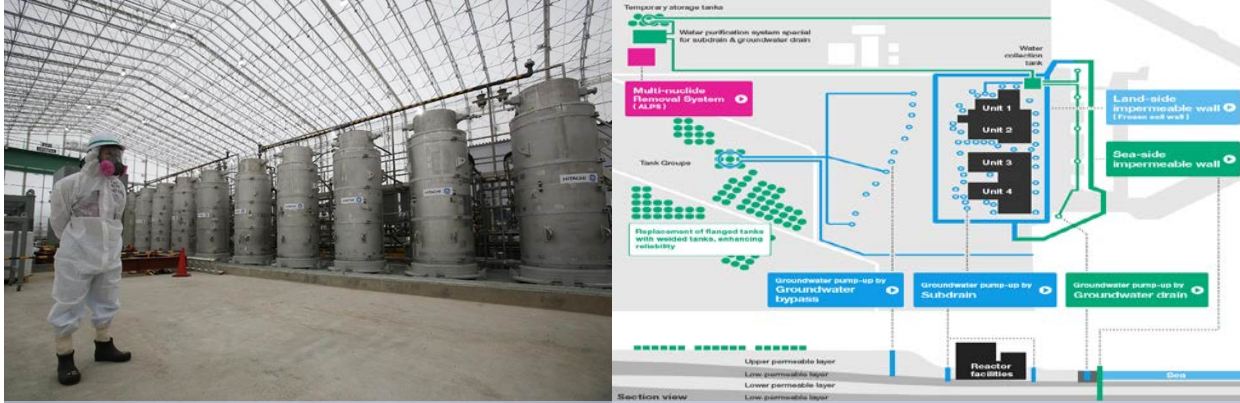 HITACHI
HITACHI
HITACHI
HITACHI
Temporary storage tanks
Water purification system special
for subdrain & groundwater drain
Water
collection
tank
Multi-nuclide
Removal System
( ALPS )
Unit 1
Unit 2
Unit 3
Unit 4
Land-side
impermeable wall
( Frozen soil wall )
Sea-side
impermeable wall
Tank Groups
Replacement of flanged tanks
with welded tanks, enhancing
reliability
Groundwater pump-up by
Groundwater
bypass
Groundwater pump-up by
Subdrain
Groundwater pump-up by
Groundwater drain
Upper permeable layer
Low-permeable layer
Lower permeable layer
Low-permeable layer
Reactor
facilities
Sea
Section view